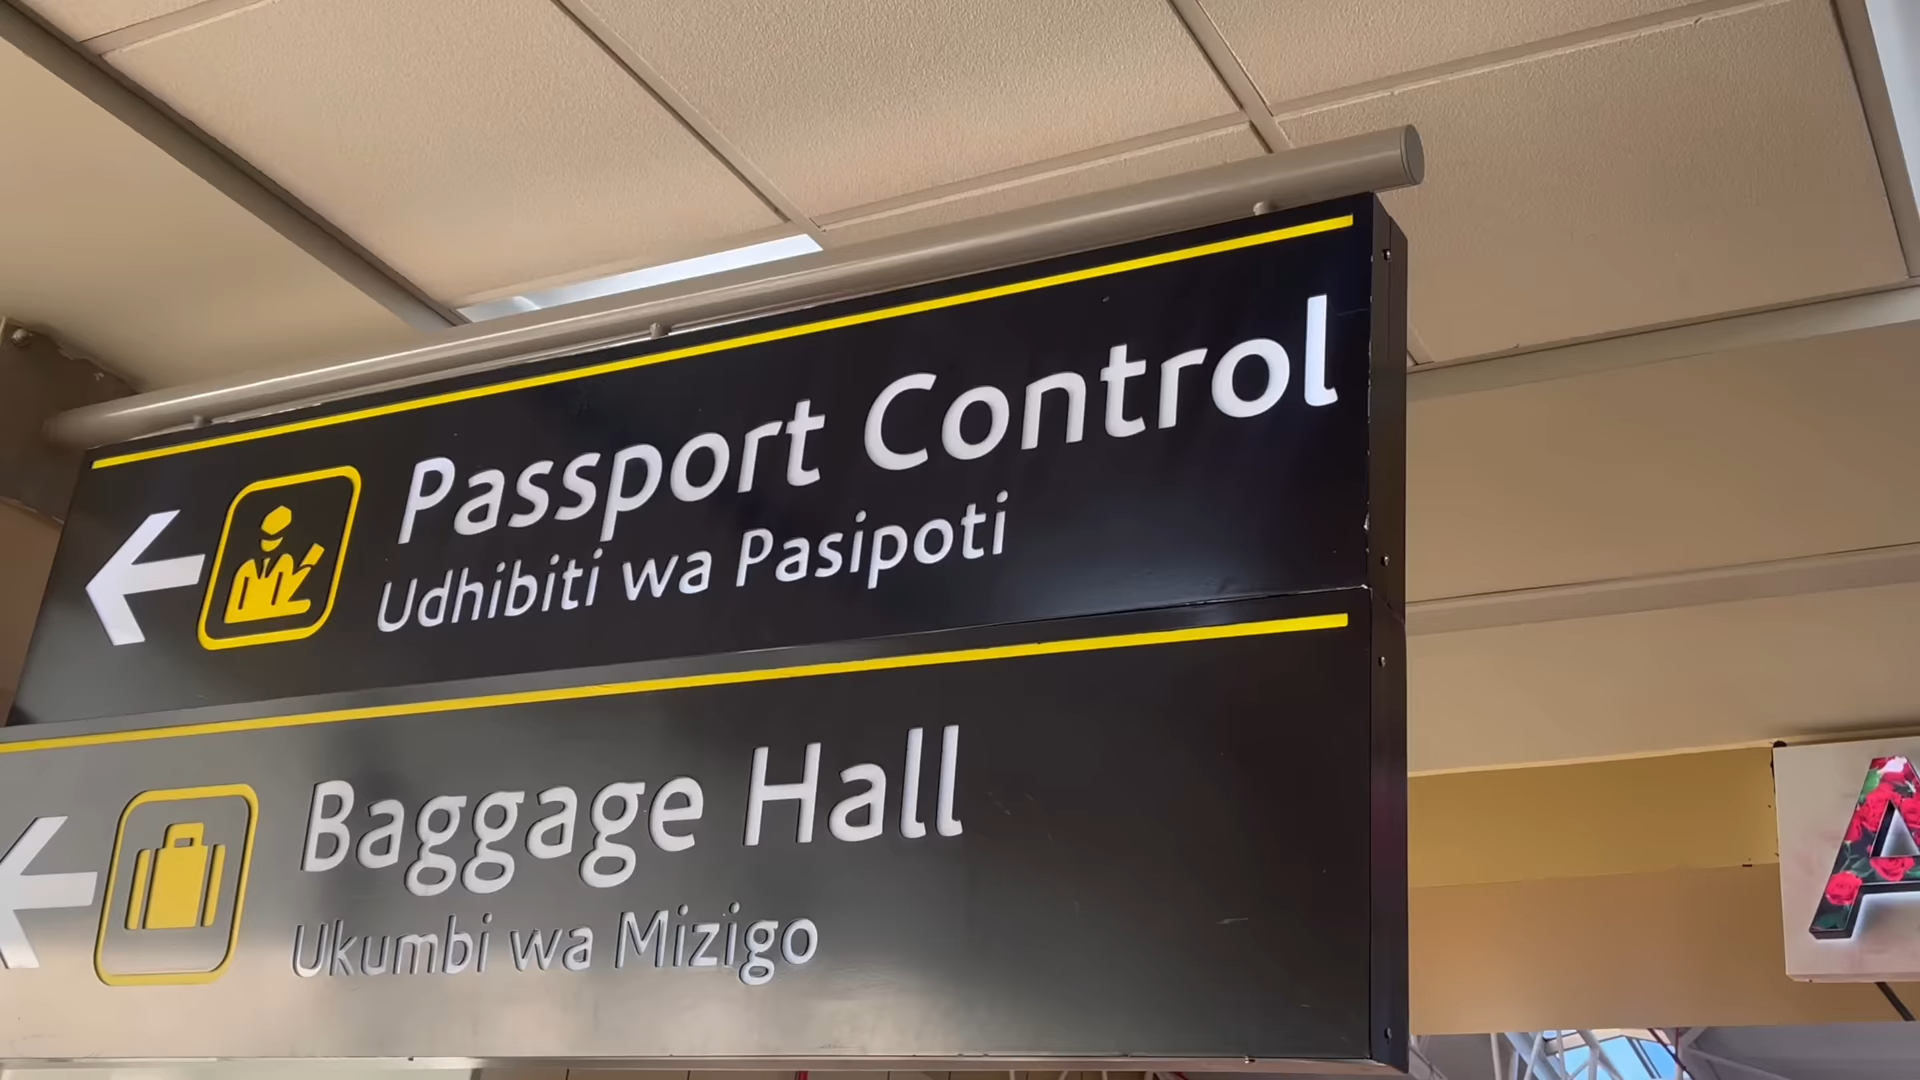 Passport Control
Udhibiti wa Pasipoti
Baggage Hall
Ukumbi wa Mizigo
A